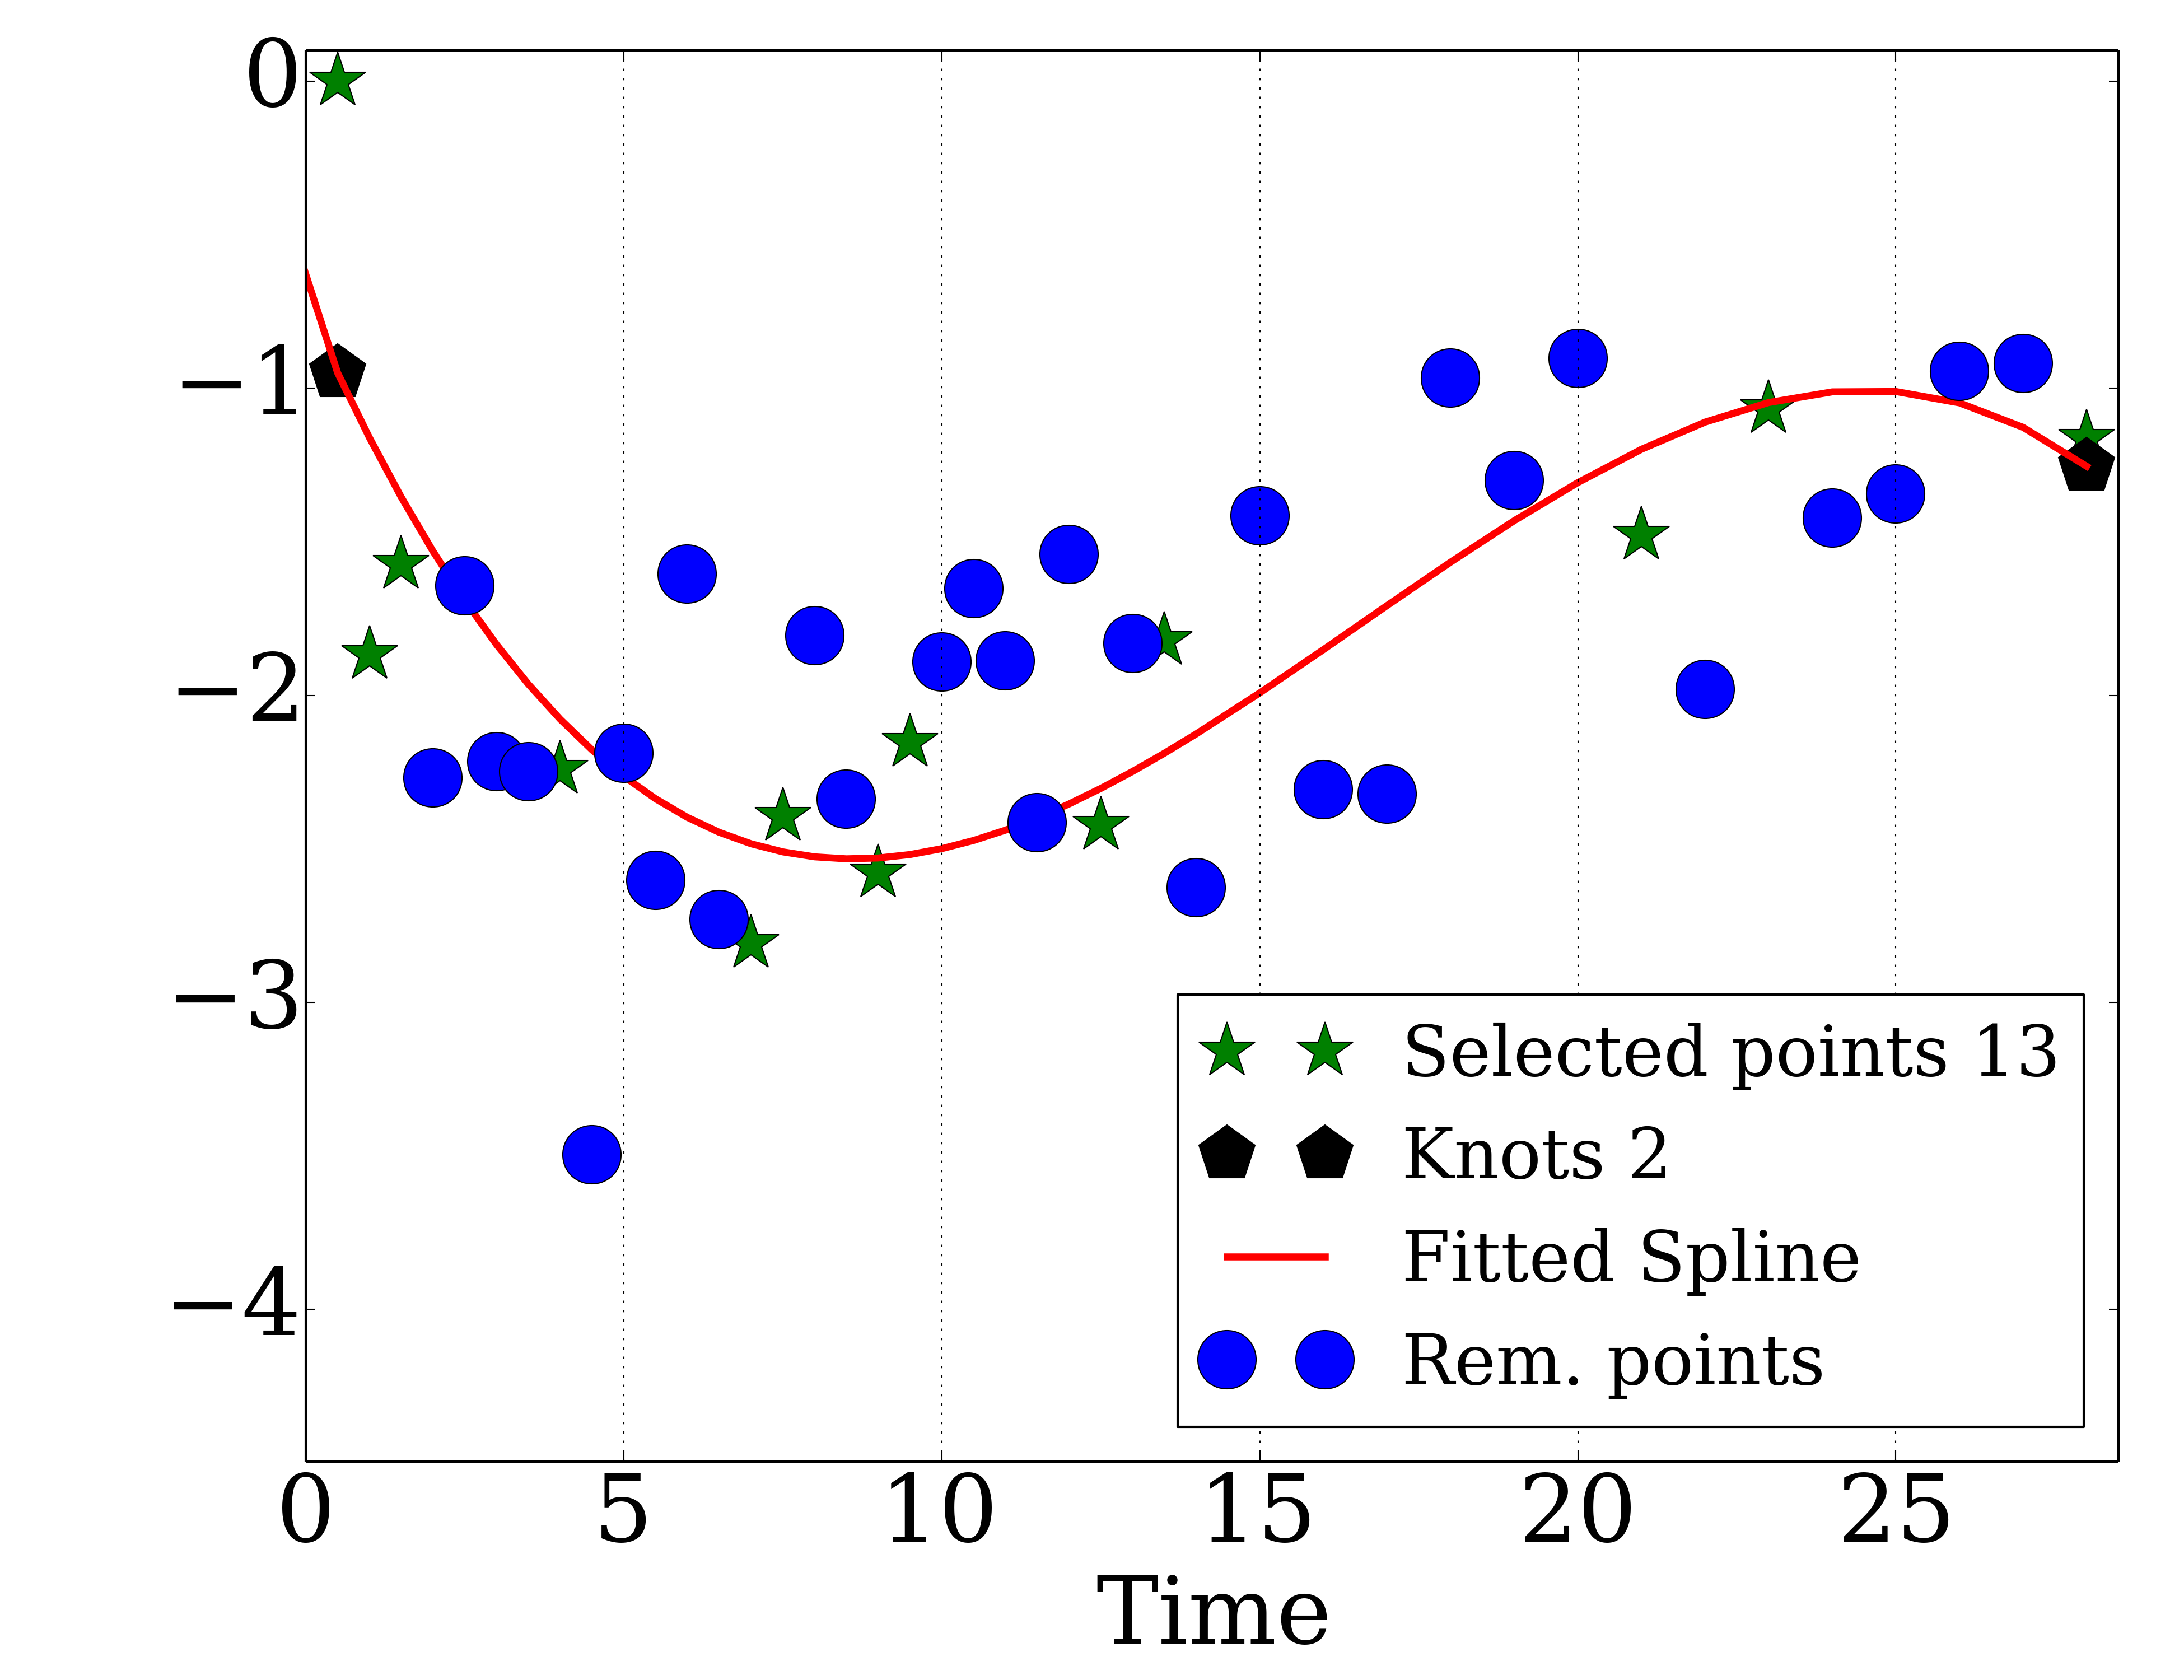 0
−1
−2
−3
−4
0 5 10 15 20 25
Time
Selected points 13
Knots 2
Fitted Spline
Rem. points